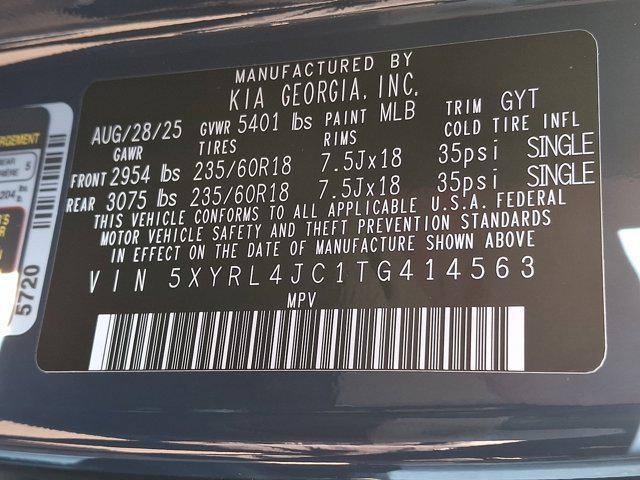 MANUFACTURED BY
KIA GEORGIA, INC.
AUG/28/25 GVWR 5401 lbs PAINT MLB TRIM GYT
GAWR TIRES RIMS COLD TIRE INFL
FRONT 2954 lbs 235/60R18 7.5Jx18 35psi SINGLE
REAR 3075 lbs 235/60R18 7.5Jx18 35psi SINGLE
THIS VEHICLE CONFORMS TO ALL APPLICABLE U.S.A. FEDERAL
MOTOR VEHICLE SAFETY AND THEFT PREVENTION STANDARDS
IN EFFECT ON THE DATE OF MANUFACTURE SHOWN ABOVE
VIN 5XYRL4JC1TG414563
MPV
5720